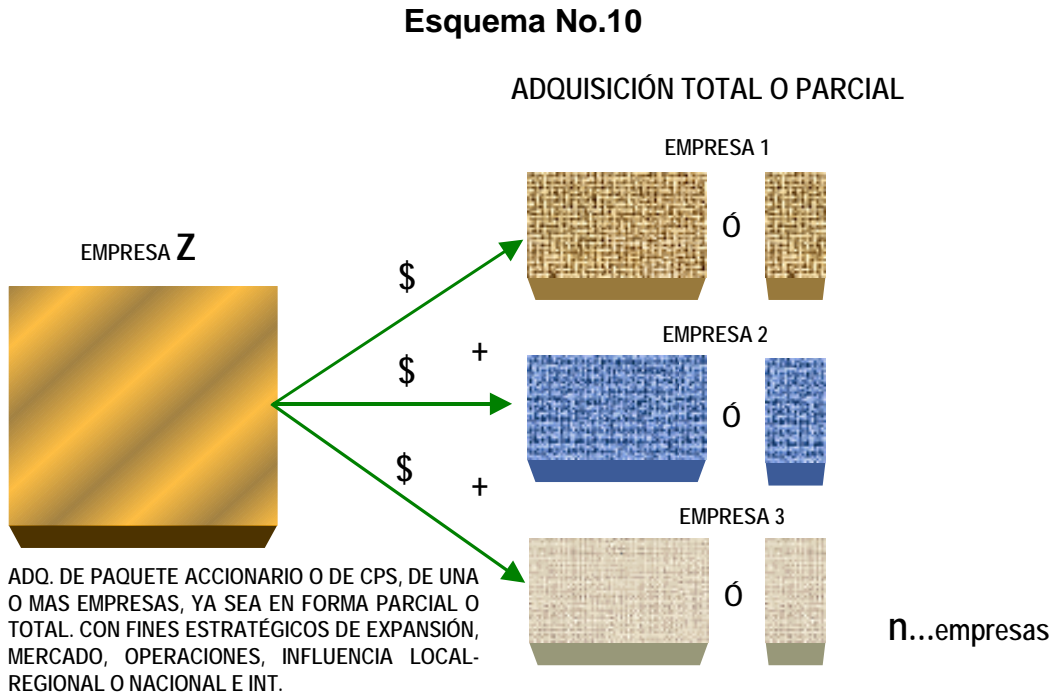 Esquema No.10
ADQUISICIÓN TOTAL O PARCIAL
EMPRESA 1
Ó
EMPRESA Z
$
EMPRESA 2
+
$
Ó
$
+
EMPRESA 3
Ó
n...empresas
ADQ. DE PAQUETE ACCIONARIO O DE CPS, DE UNA
O MAS EMPRESAS, YA SEA EN FORMA PARCIAL O
TOTAL. CON FINES ESTRATÉGICOS DE EXPANSIÓN,
MERCADO, OPERACIONES, INFLUENCIA LOCAL-
REGIONAL O NACIONAL E INT.